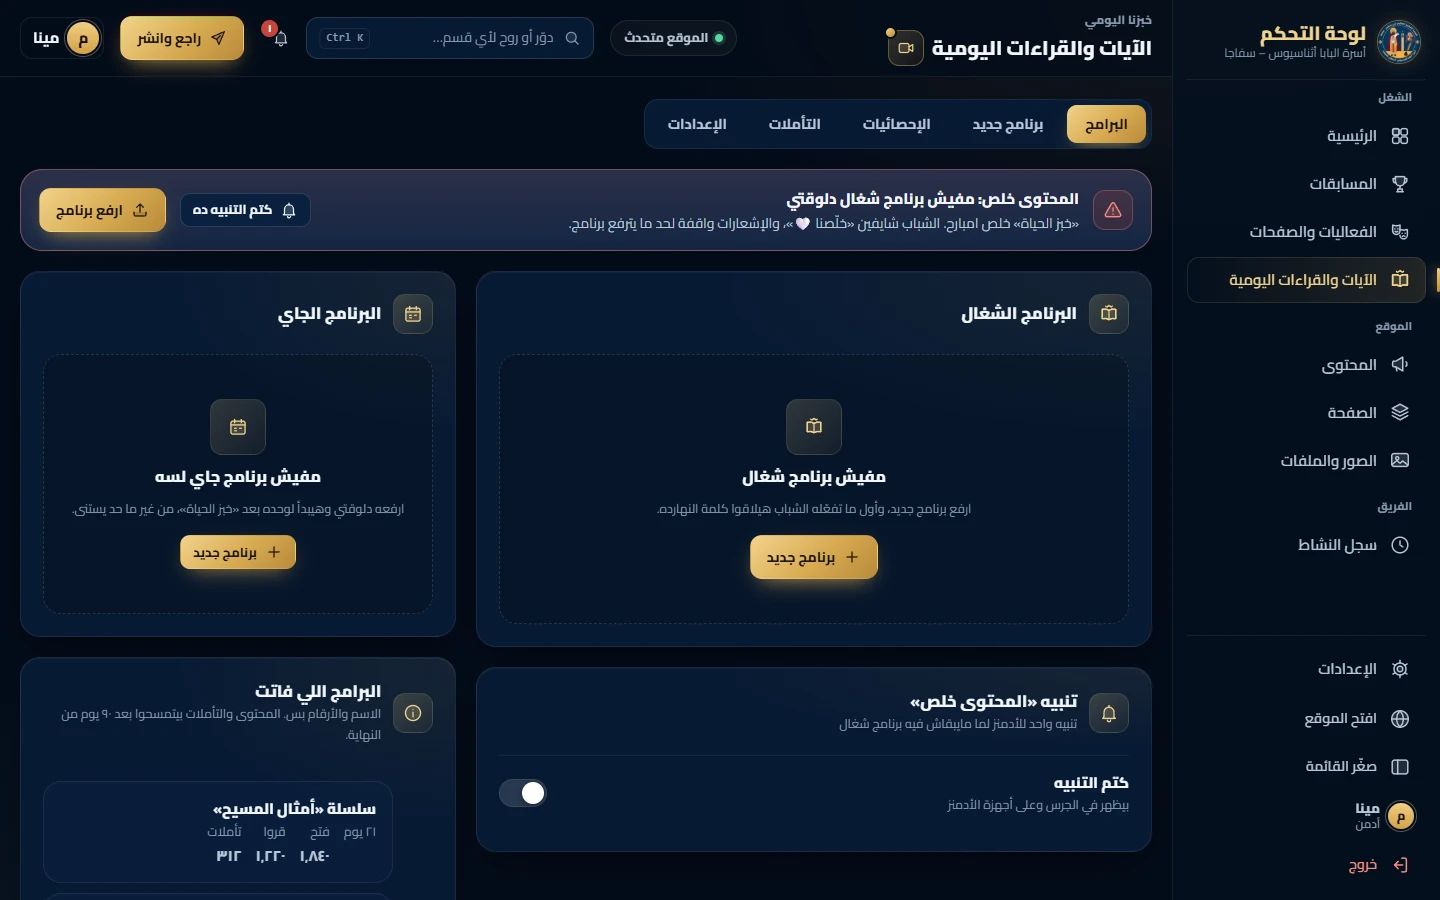 لوحة التحكم
أسرة البابا أثناسيوس – سفاجا
الشغل
الرئيسية
المسابقات
الفعاليات والصفحات
الآيات والقراءات اليومية
الموقع
المحتوى
الصفحة
الصور والملفات
الفريق
سجل النشاط
الإعدادات
افتح الموقع
صغّر القائمة
م
مينا
أدمن
خروج
خبزنا اليومي
الآيات والقراءات اليومية
الموقع متحدث
دوّر أو روح لأي قسم...
Ctrl K
١
راجع وانشر
م
مينا
البرامج
برنامج جديد
الإحصائيات
التأملات
الإعدادات
المحتوى خلص: مفيش برنامج شغال دلوقتي
«خبز الحياة» خلص امبارح. الشباب شايفين «خلّصنا 🤍»، والإشعارات واقفة لحد ما يترفع برنامج.
كتم التنبيه ده
ارفع برنامج
البرنامج الشغال
مفيش برنامج شغال
ارفع برنامج جديد، وأول ما تفعّله الشباب هيلاقوا كلمة النهارده.
برنامج جديد
البرنامج الجاي
مفيش برنامج جاي لسه
ارفعه دلوقتي وهيبدأ لوحده بعد «خبز الحياة»، من غير ما حد يستنى.
برنامج جديد
تنبيه «المحتوى خلص»
تنبيه واحد للأدمنز لما مايبقاش فيه برنامج شغال
كتم التنبيه
بيظهر في الجرس وعلى أجهزة الأدمنز
البرامج اللي فاتت
الاسم والأرقام بس. المحتوى والتأملات بيتمسحوا بعد ٩٠ يوم من
النهاية.
سلسلة «أمثال المسيح»
٢١ يوم فتح قروا تأملات
١,٨٤٠ ١,٢٢٠ ٣١٢